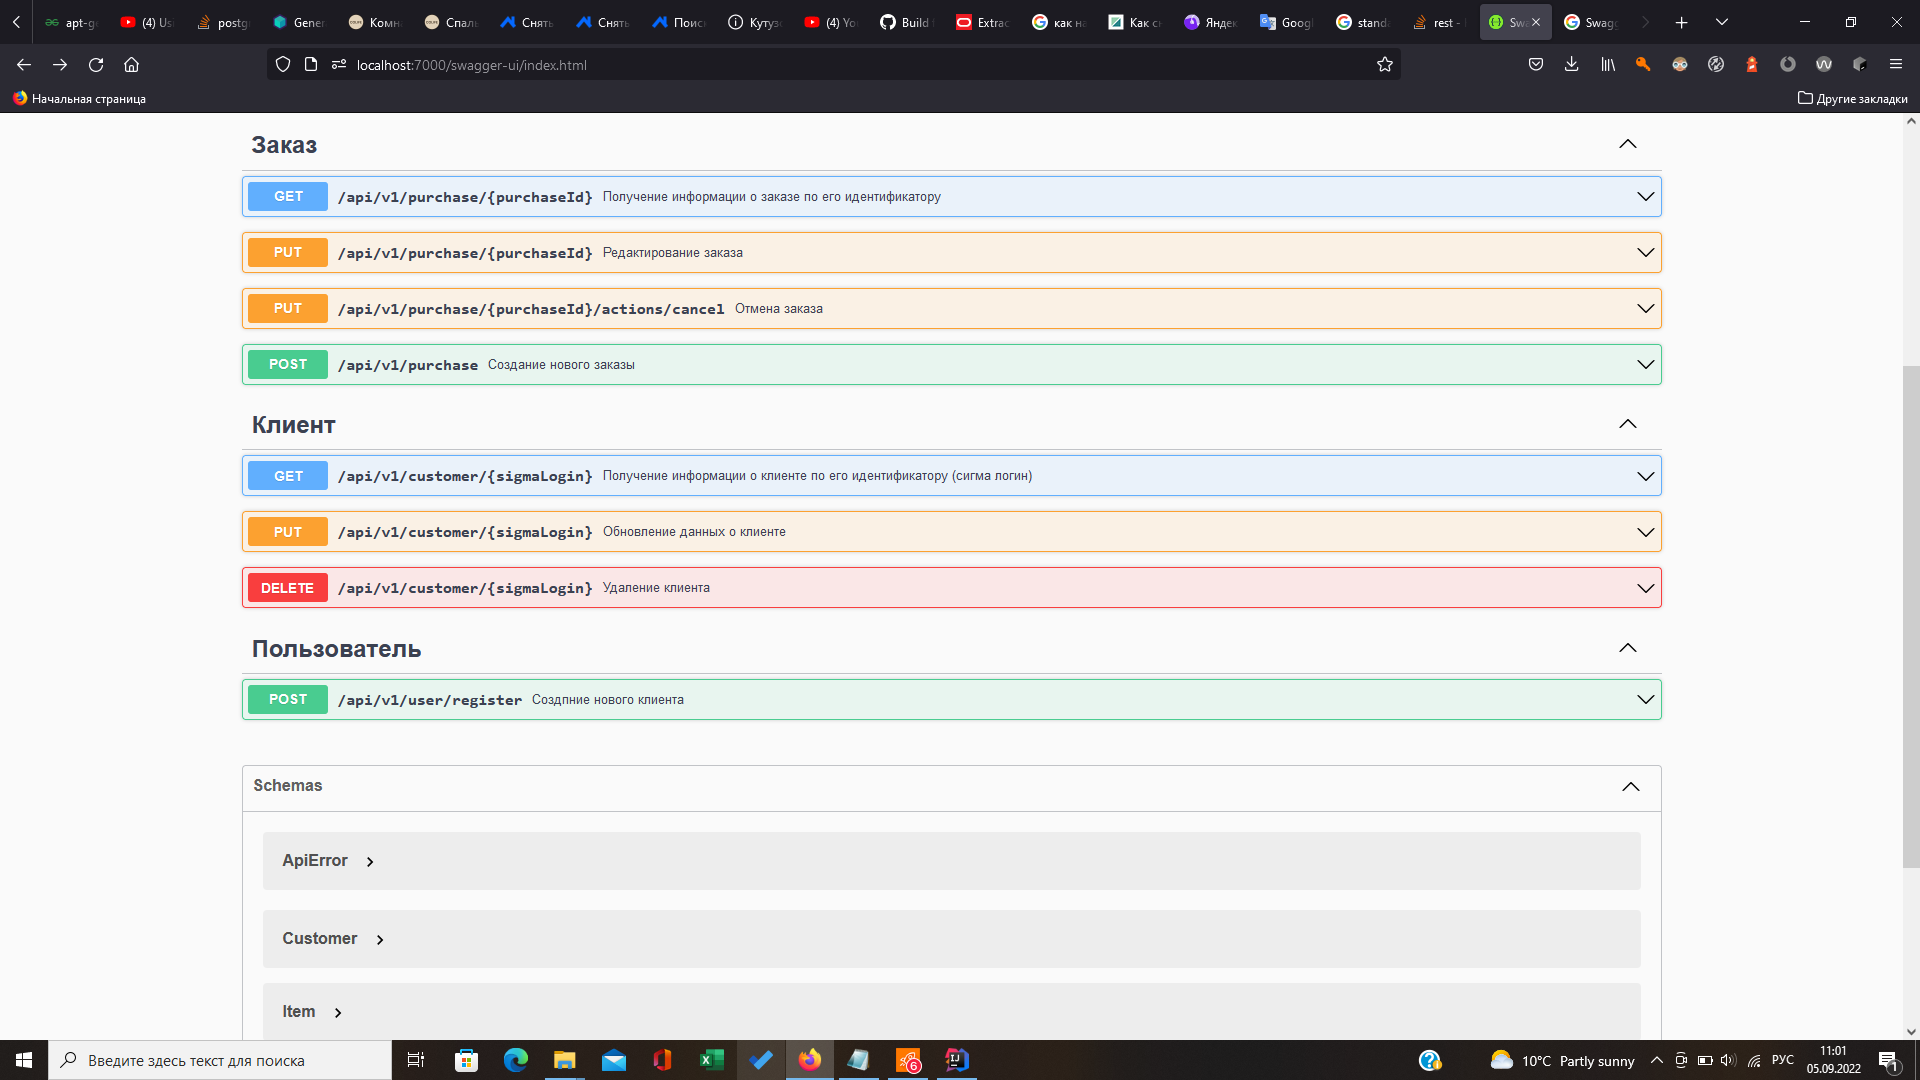 apt-g
(4) Us
postg
Gener
Комн
Спал
Снять
Снять
Поис
Кутуз
(4) Yo
Build
Extrac
как на
Как с
Яндек
Googl
stand
rest -
Sw
Swag
localhost:7000/swagger-ui/index.html
Начальная страница
Другие закладки
Заказ
GET /api/v1/purchase/{purchaseId} Получение информации о заказе по его идентификатору
PUT /api/v1/purchase/{purchaseId} Редактирование заказа
PUT /api/v1/purchase/{purchaseId}/actions/cancel Отмена заказа
POST /api/v1/purchase Создание нового заказы
Клиент
GET /api/v1/customer/{sigmaLogin} Получение информации о клиенте по его идентификатору (сигма логин)
PUT /api/v1/customer/{sigmaLogin} Обновление данных о клиенте
DELETE /api/v1/customer/{sigmaLogin} Удаление клиента
Пользователь
POST /api/v1/user/register Создпние нового клиента
Schemas
ApiError
Customer
Item
Введите здесь текст для поиска
6
10°C Partly sunny
РУС
11:01
05.09.2022
1